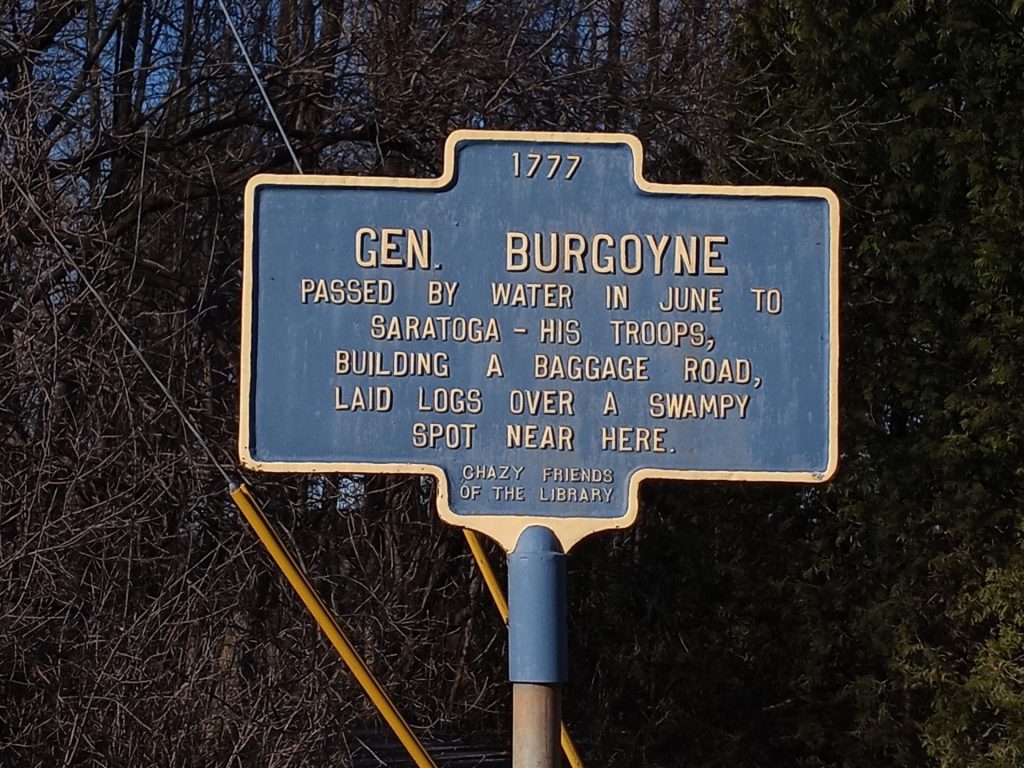 1777
GEN. BURGOYNE
PASSED BY WATER IN JUNE TO
SARATOGA - HIS TROOPS,
BUILDING A BAGGAGE ROAD,
LAID LOGS OVER A SWAMPY
SPOT NEAR HERE.
CHAZY FRIENDS
OF THE LIBRARY